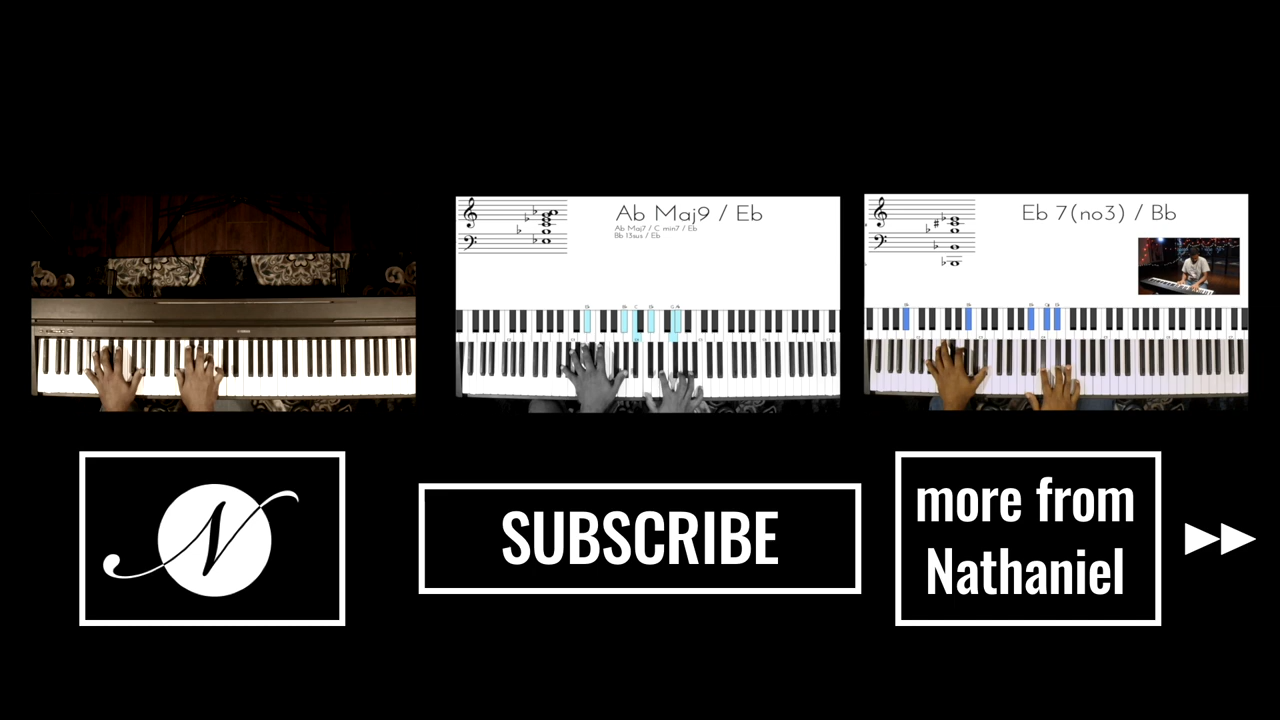 Ab Maj9 / Eb
Ab Maj7 / C min7 / Eb
Bb 13sus / Eb
Eb 7(no3) / Bb
N
SUBSCRIBE
more from
Nathaniel